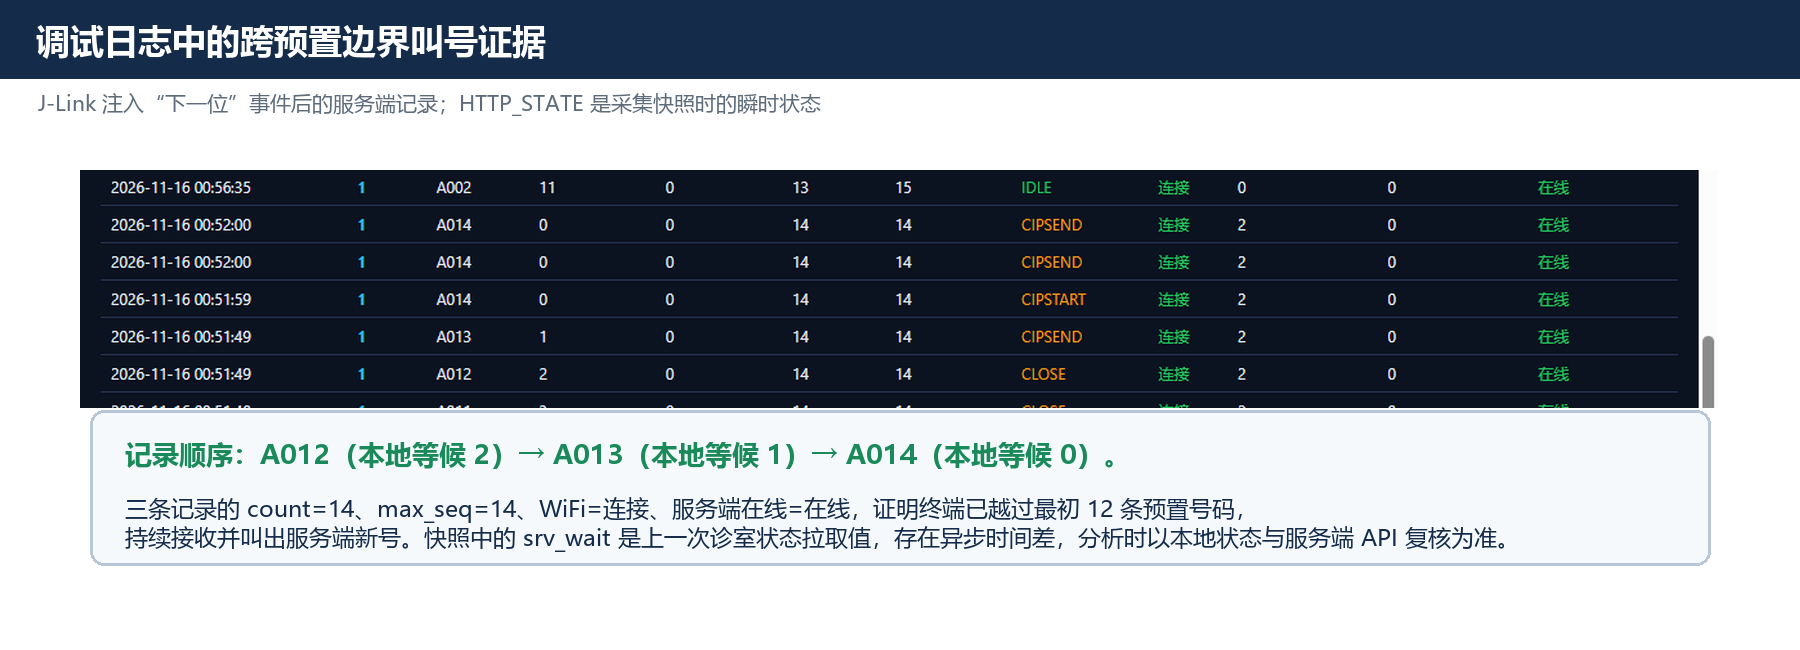 调试日志中的跨预置边界叫号证据
J-Link 注入“下一位”事件后的服务端记录；HTTP_STATE 是采集快照时的瞬时状态
2026-11-16 00:56:35 1 A002 11 0 13 15 IDLE 连接 0 0 在线
2026-11-16 00:52:00 1 A014 0 0 14 14 CIPSEND 连接 2 0 在线
2026-11-16 00:52:00 1 A014 0 0 14 14 CIPSEND 连接 2 0 在线
2026-11-16 00:51:59 1 A014 0 0 14 14 CIPSTART 连接 2 0 在线
2026-11-16 00:51:49 1 A013 1 0 14 14 CIPSEND 连接 2 0 在线
2026-11-16 00:51:49 1 A012 2 0 14 14 CLOSE 连接 2 0 在线
记录顺序：A012（本地等候 2）→ A013（本地等候 1）→ A014（本地等候 0）。
三条记录的 count=14、max_seq=14、WiFi=连接、服务端在线=在线，证明终端已越过最初 12 条预置号码，
持续接收并叫出服务端新号。快照中的 srv_wait 是上一次诊室状态拉取值，存在异步时间差，分析时以本地状态与服务端 API 复核为准。